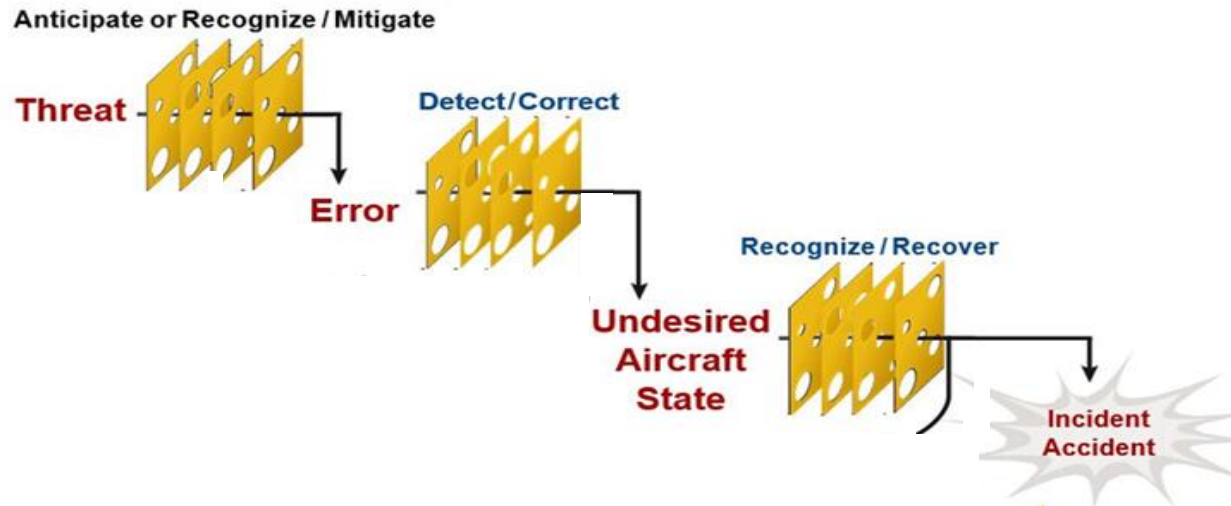 Anticipate or Recognize / Mitigate
Threat
Detect/Correct
Error
Recognize / Recover
Undesired
Aircraft
State
Incident
Accident